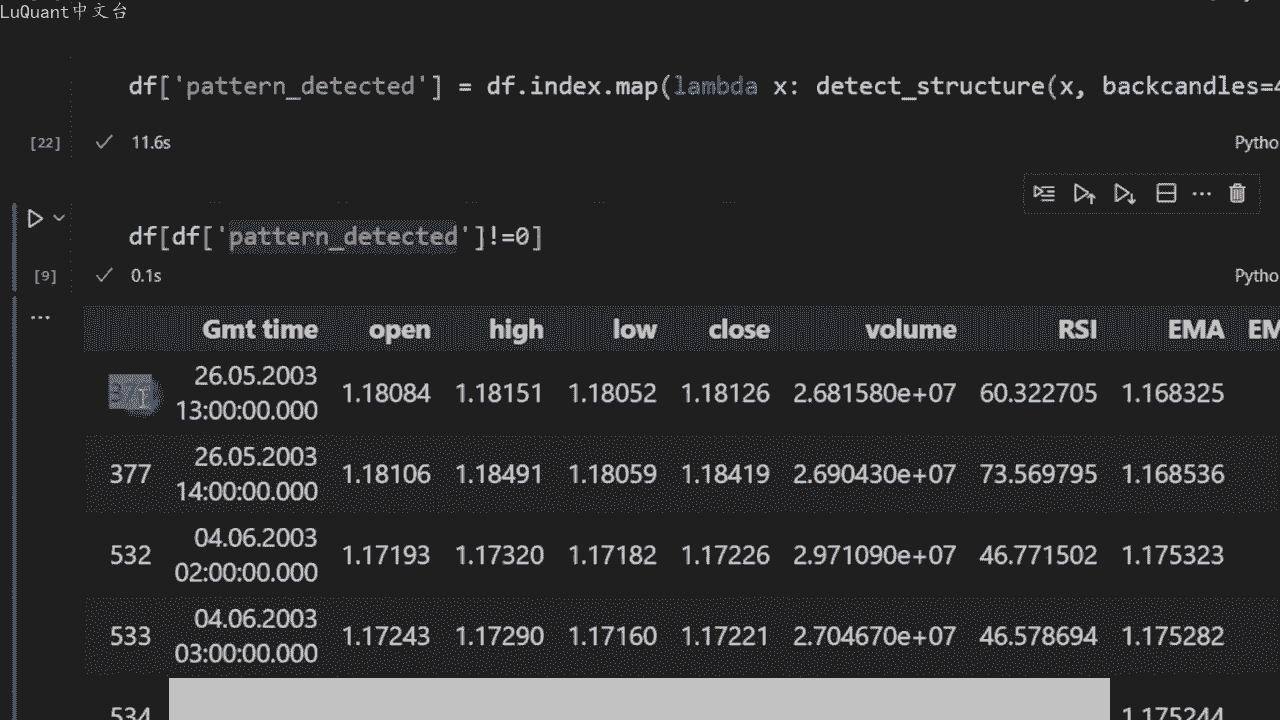 LuQuant中文台
df['pattern_detected'] = df.index.map(lambda x: detect_structure(x, backcandles=4
[22] 11.6s Pytho
df[df['pattern_detected']!=0]
[9] 0.1s Pytho
...
Gmt time open high low close volume RSI EMA EM
26.05.2003 13:00:00.000 1.18084 1.18151 1.18052 1.18126 2.681580e+07 60.322705 1.168325
377 26.05.2003 14:00:00.000 1.18106 1.18491 1.18059 1.18419 2.690430e+07 73.569795 1.168536
532 04.06.2003 02:00:00.000 1.17193 1.17320 1.17182 1.17226 2.971090e+07 46.771502 1.175323
533 04.06.2003 03:00:00.000 1.17243 1.17290 1.17160 1.17221 2.704670e+07 46.578694 1.175282
534 1.175244